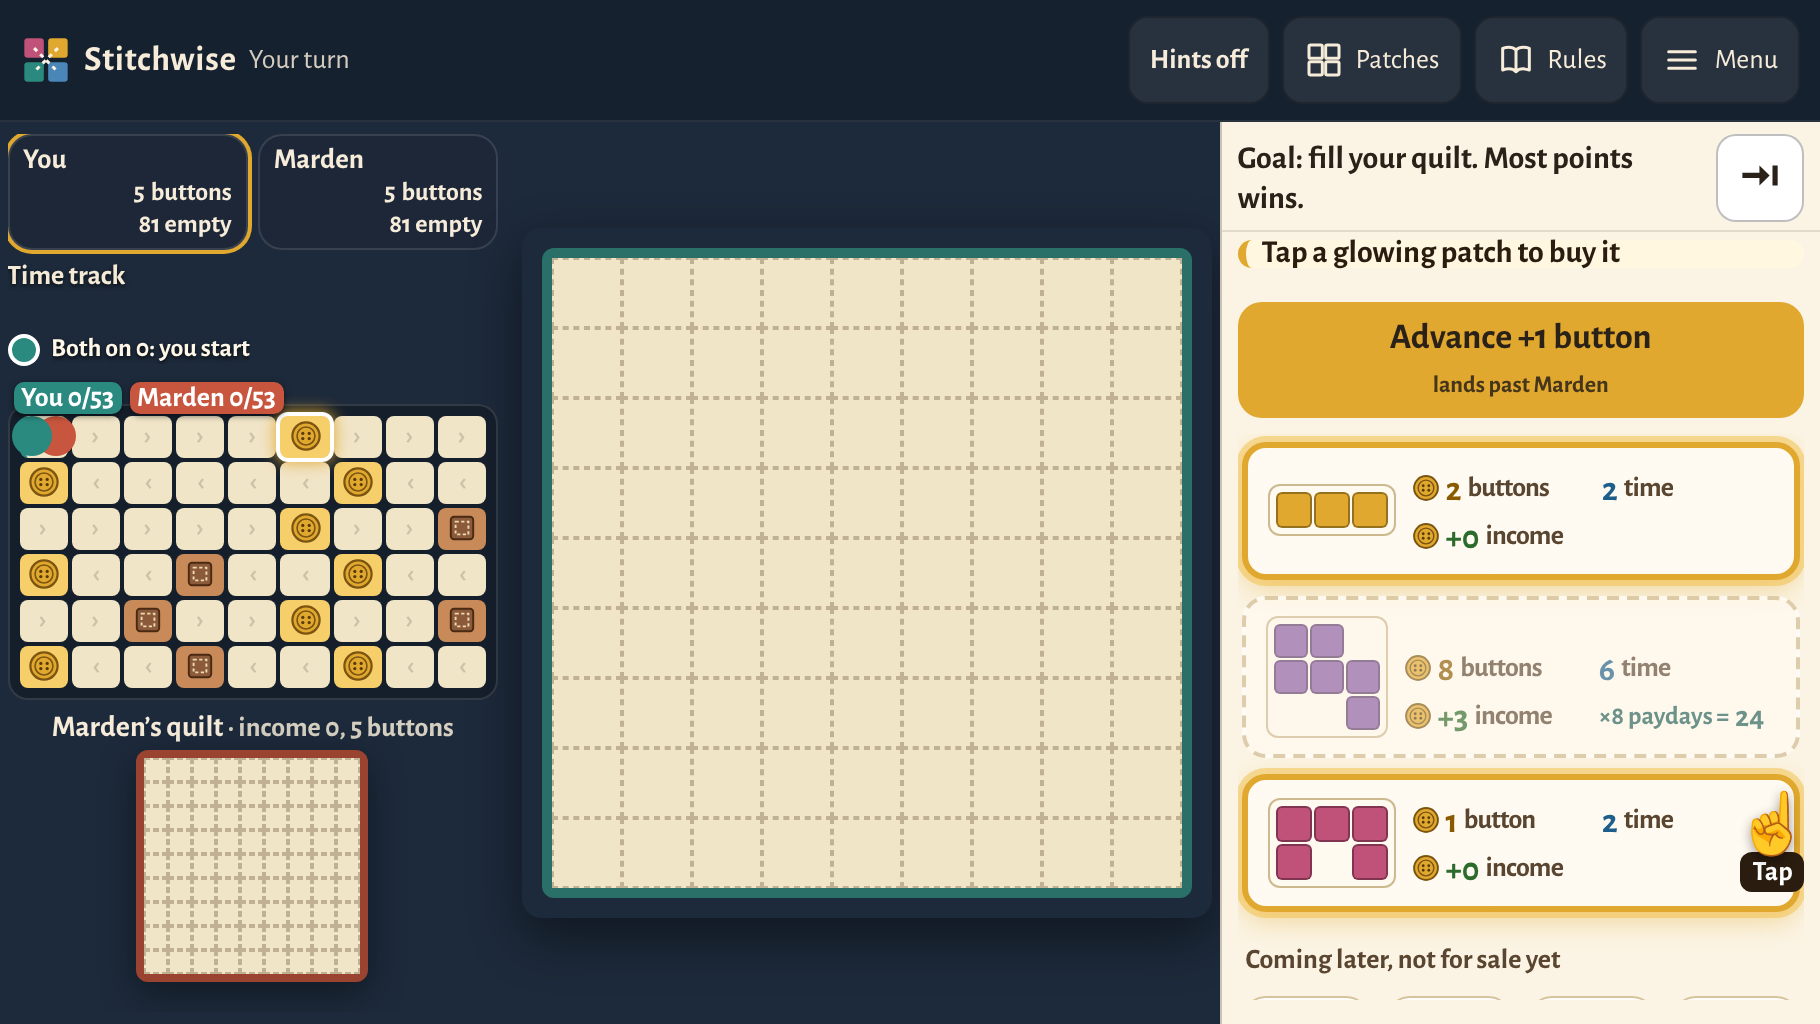 Stitchwise Your turn
Hints off
Patches
Rules
Menu
You
5 buttons
81 empty
Marden
5 buttons
81 empty
Time track
Both on 0: you start
You 0/53
Marden 0/53
Marden’s quilt · income 0, 5 buttons
Goal: fill your quilt. Most points
wins.
Tap a glowing patch to buy it
Advance +1 button
lands past Marden
2 buttons 2 time
+0 income
8 buttons 6 time
+3 income ×8 paydays = 24
1 button 2 time
+0 income
Tap
Coming later, not for sale yet